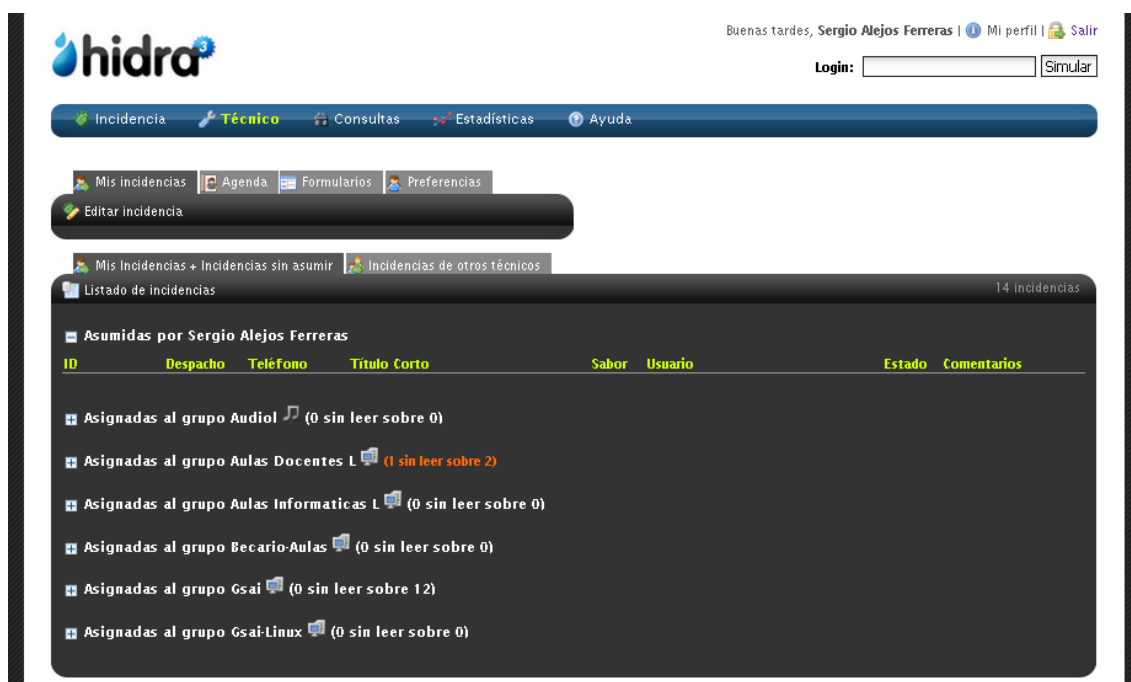 Buenas tardes, Sergio Alejos Ferreras | Mi perfil | Salir
hidra3
Login: Simular
Incidencia Técnico Consultas Estadísticas Ayuda
Mis incidencias Agenda Formularios Preferencias
Editar incidencia
Mis Incidencias + Incidencias sin asumir Incidencias de otros técnicos
Listado de incidencias 14 incidencias
Asumidas por Sergio Alejos Ferreras
ID Despacho Teléfono Título Corto Sabor Usuario Estado Comentarios
Asignadas al grupo Audiol (0 sin leer sobre 0)
Asignadas al grupo Aulas Docentes L (1 sin leer sobre 2)
Asignadas al grupo Aulas Informaticas L (0 sin leer sobre 0)
Asignadas al grupo Becario-Aulas (0 sin leer sobre 0)
Asignadas al grupo Gsai (0 sin leer sobre 12)
Asignadas al grupo Gsai-Linux (0 sin leer sobre 0)